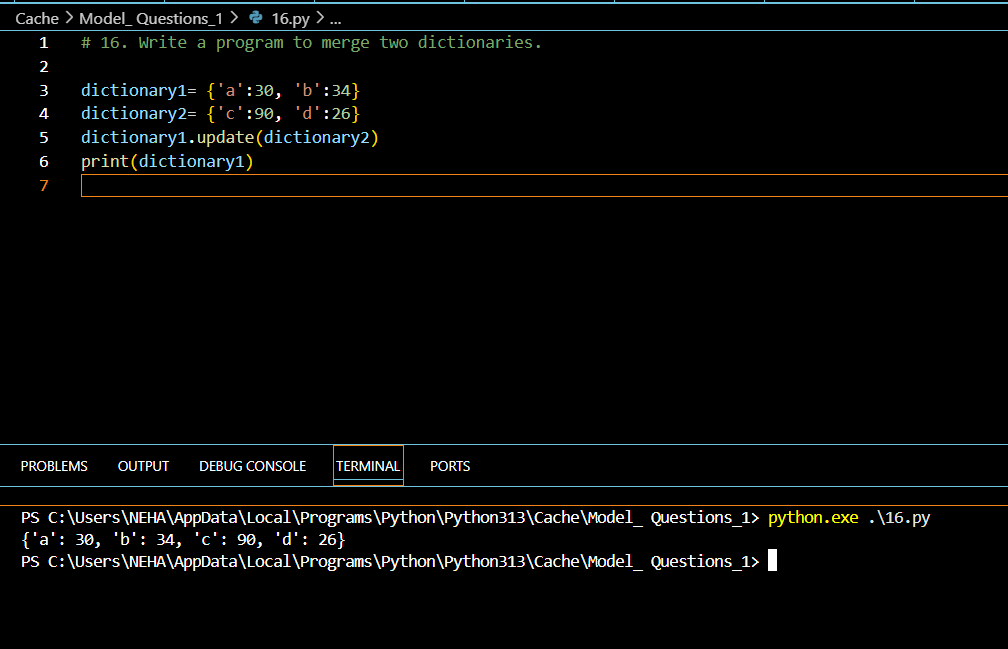 Cache > Model_ Questions_1 > 16.py > ...
1 # 16. Write a program to merge two dictionaries.
2
3 dictionary1= {'a':30, 'b':34}
4 dictionary2= {'c':90, 'd':26}
5 dictionary1.update(dictionary2)
6 print(dictionary1)
7
PROBLEMS OUTPUT DEBUG CONSOLE TERMINAL PORTS
PS C:\Users\NEHA\AppData\Local\Programs\Python\Python313\Cache\Model_ Questions_1> python.exe .\16.py
{'a': 30, 'b': 34, 'c': 90, 'd': 26}
PS C:\Users\NEHA\AppData\Local\Programs\Python\Python313\Cache\Model_ Questions_1>